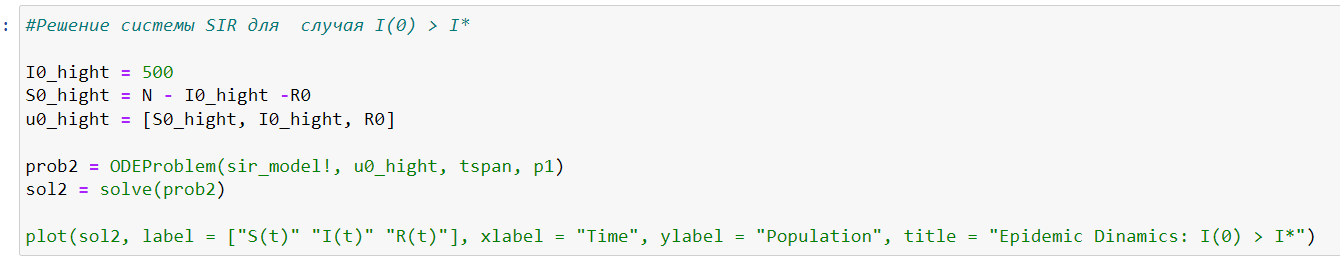 : #Решение системы SIR для  случая I(0) > I*
I0_hight = 500
S0_hight = N - I0_hight -R0
u0_hight = [S0_hight, I0_hight, R0]
prob2 = ODEProblem(sir_model!, u0_hight, tspan, p1)
sol2 = solve(prob2)
plot(sol2, label = ["S(t)" "I(t)" "R(t)"], xlabel = "Time", ylabel = "Population", title = "Epidemic Dinamics: I(0) > I*")